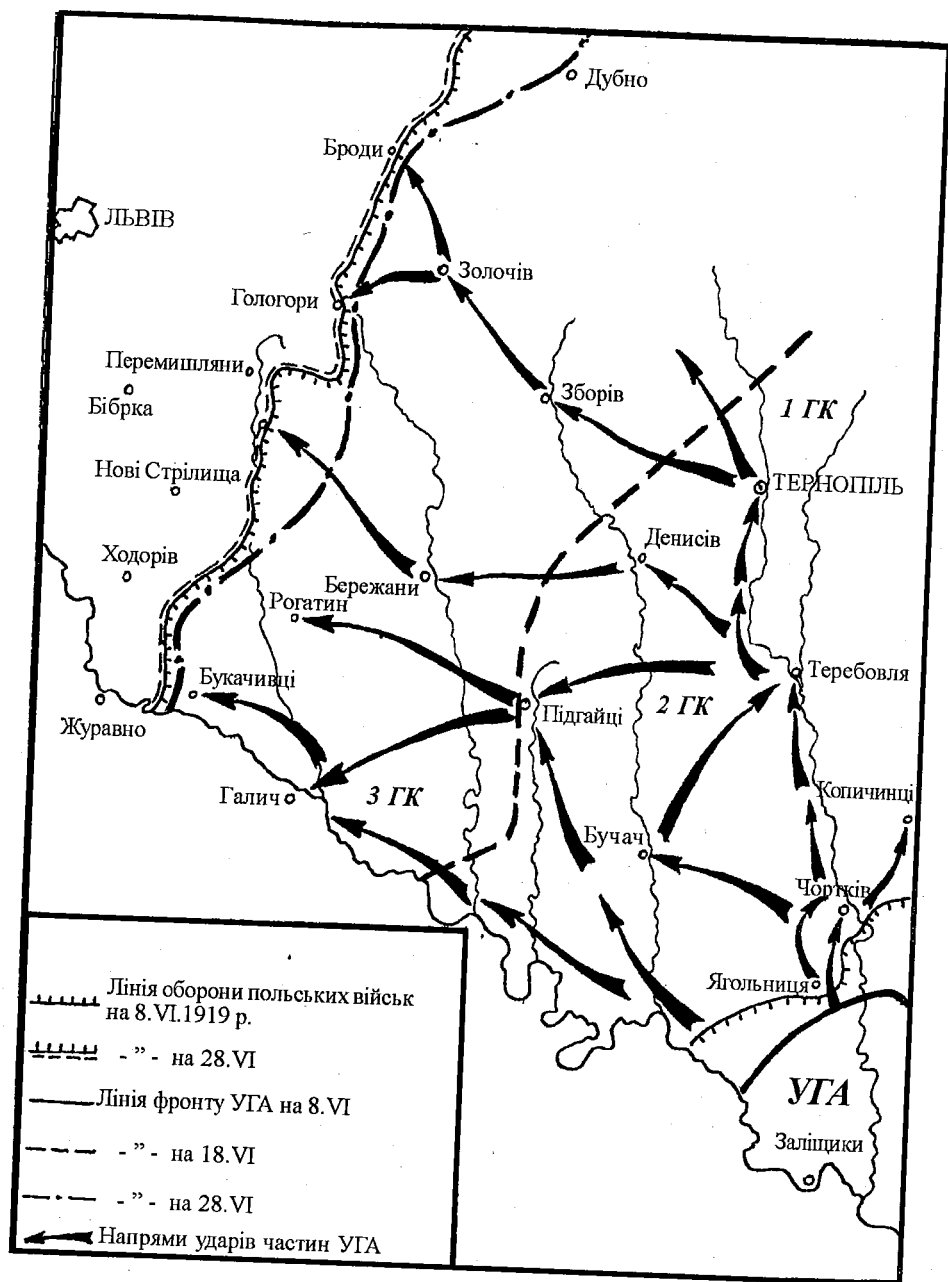 Дубно
Броди
ЛЬВІВ
Золочів
Гологори
Перемишляни
Бібрка
Зборів
1 ГК
Нові Стрілища
ТЕРНОПІЛЬ
Ходорів
Денисів
Бережани
Рогатин
Теребовля
Букачивці
2 ГК
Підгайці
Журавно
Галич
3 ГК
Копичинці
Бучач
Чортків
Ягольниця
УГА
Заліщики
Лінія оборони польських військ
на 8.VI.1919 р.
- ” - на 28.VI
Лінія фронту УГА на 8.VI
- ” - на 18.VI
- ” - на 28.VI
Напрями ударів частин УГА